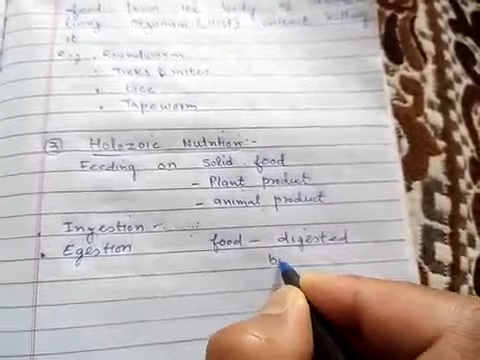 food from the body of
living organism (host) without killing
it
e.g. • Roundworm
• Ticks & mites
• Lice
• Tapeworm
③ Holozoic Nutrition:-
Feeding on solid food
- Plant product
- animal product
• Ingestion - ......
• Egestion food - digested
b